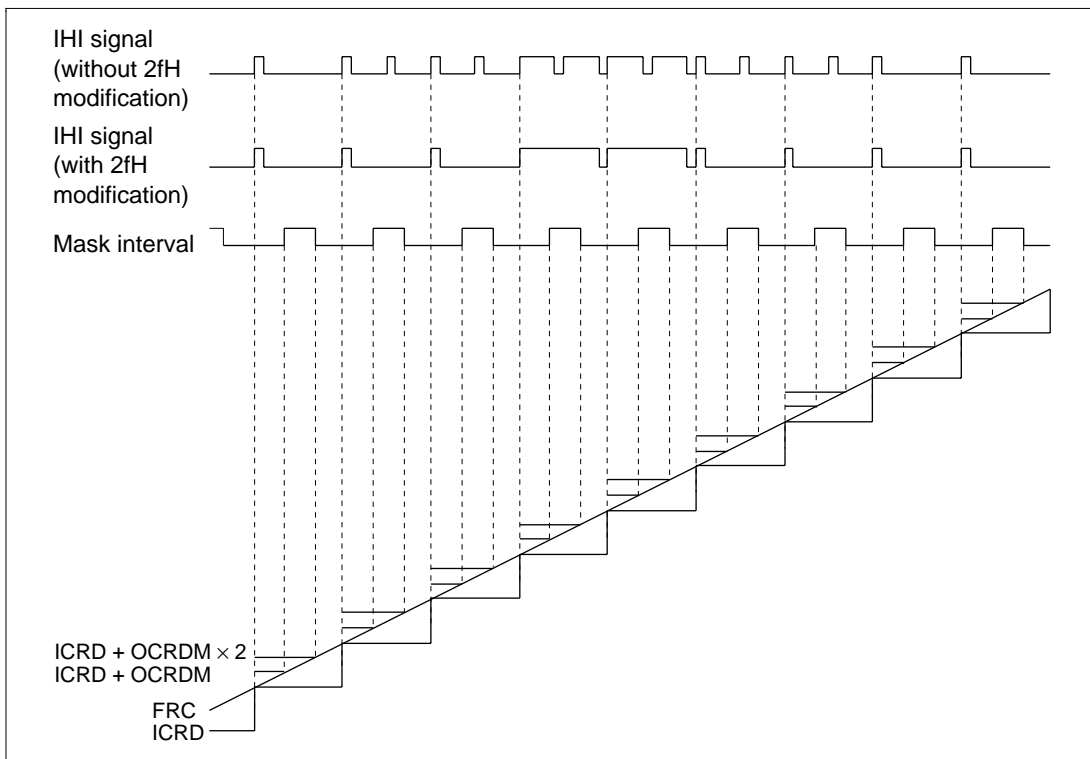 IHI signal
(without 2fH
modification)
IHI signal
(with 2fH
modification)
Mask interval
ICRD + OCRDM × 2
ICRD + OCRDM
FRC
ICRD